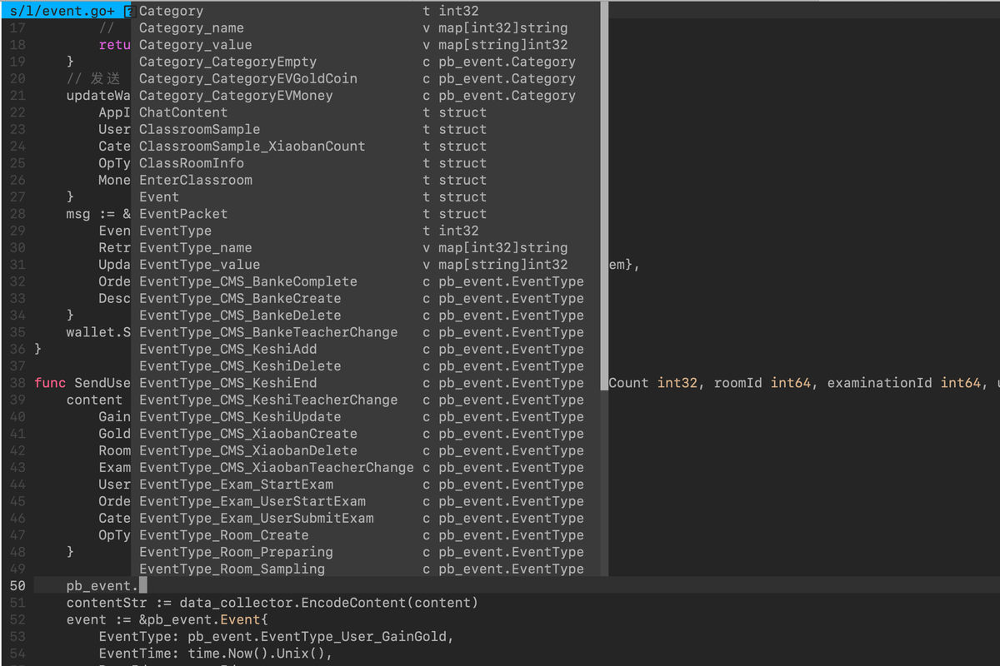 s/l/event.go+ Category t int32
17 // Category_name v map[int32]string
18 retu Category_value v map[string]int32
19 } Category_CategoryEmpty c pb_event.Category
20 // 发送 Category_CategoryEVGoldCoin c pb_event.Category
21 updateWa Category_CategoryEVMoney c pb_event.Category
22 AppI ChatContent t struct
23 User ClassroomSample t struct
24 Cate ClassroomSample_XiaobanCount t struct
25 OpTy ClassRoomInfo t struct
26 Mone EnterClassroom t struct
27 } Event t struct
28 msg := & EventPacket t struct
29 Even EventType t int32
30 Retr EventType_name v map[int32]string
31 Upda EventType_value v map[string]int32 em},
32 Orde EventType_CMS_BankeComplete c pb_event.EventType
33 Desc EventType_CMS_BankeCreate c pb_event.EventType
34 } EventType_CMS_BankeDelete c pb_event.EventType
35 wallet.S EventType_CMS_BankeTeacherChange c pb_event.EventType
36 } EventType_CMS_KeshiAdd c pb_event.EventType
37 EventType_CMS_KeshiDelete c pb_event.EventType
38 func SendUse EventType_CMS_KeshiEnd c pb_event.EventType Count int32, roomId int64, examinationId int64,
39 content EventType_CMS_KeshiTeacherChange c pb_event.EventType
40 Gain EventType_CMS_KeshiUpdate c pb_event.EventType
41 Gold EventType_CMS_XiaobanCreate c pb_event.EventType
42 Room EventType_CMS_XiaobanDelete c pb_event.EventType
43 Exam EventType_CMS_XiaobanTeacherChange c pb_event.EventType
44 User EventType_Exam_StartExam c pb_event.EventType
45 Orde EventType_Exam_UserStartExam c pb_event.EventType
46 Cate EventType_Exam_UserSubmitExam c pb_event.EventType
47 OpTy EventType_Room_Create c pb_event.EventType
48 } EventType_Room_Preparing c pb_event.EventType
49 EventType_Room_Sampling c pb_event.EventType
50 pb_event.
51 contentStr := data_collector.EncodeContent(content)
52 event := &pb_event.Event{
53 EventType: pb_event.EventType_User_GainGold,
54 EventTime: time.Now().Unix(),